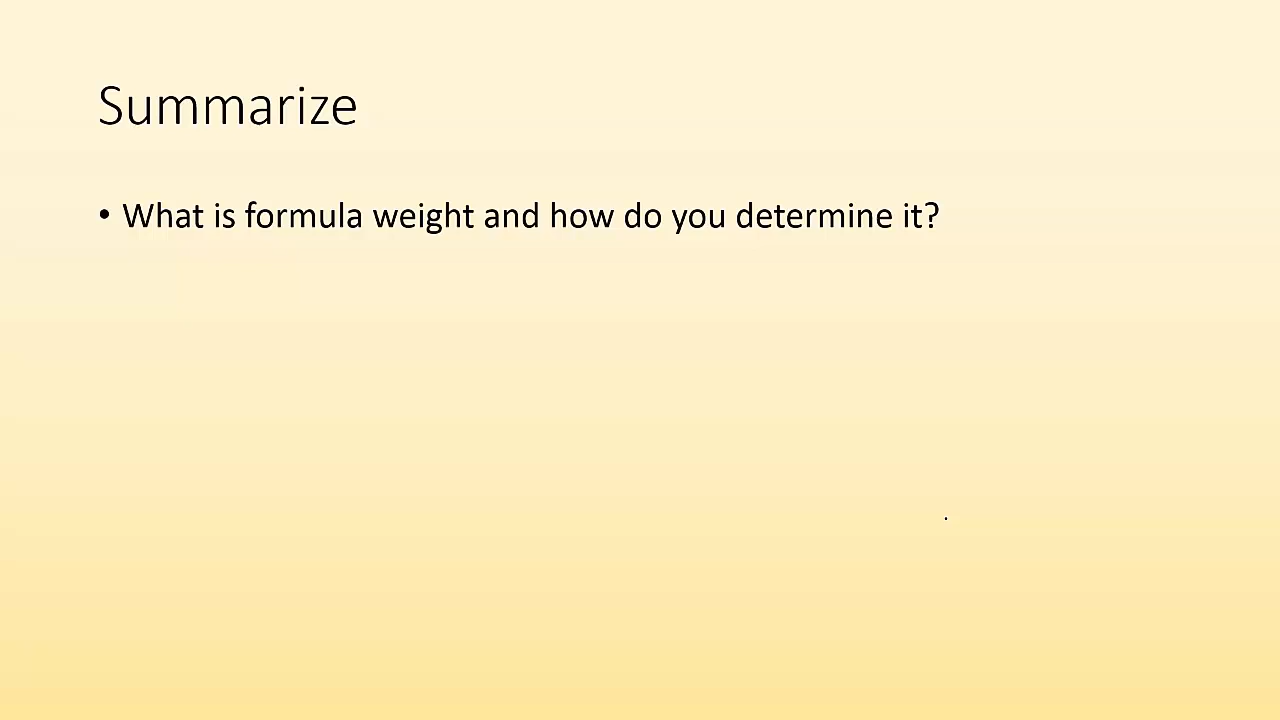 Summarize
• What is formula weight and how do you determine it?